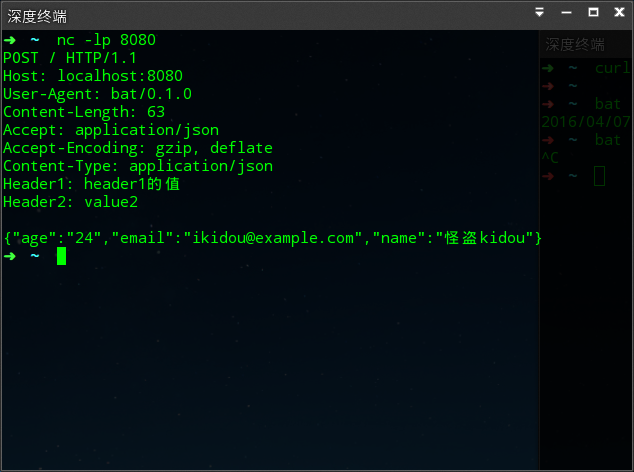 深度终端
➜ ~ nc -lp 8080
POST / HTTP/1.1
Host: localhost:8080
User-Agent: bat/0.1.0
Content-Length: 63
Accept: application/json
Accept-Encoding: gzip, deflate
Content-Type: application/json
Header1: header1的值
Header2: value2
{"age":"24","email":"ikidou@example.com","name":"怪盗kidou"}
➜ ~
深度终端
➜ ~ curl
➜ ~
➜ ~ bat
2016/04/07
➜ ~ bat
^C
➜ ~